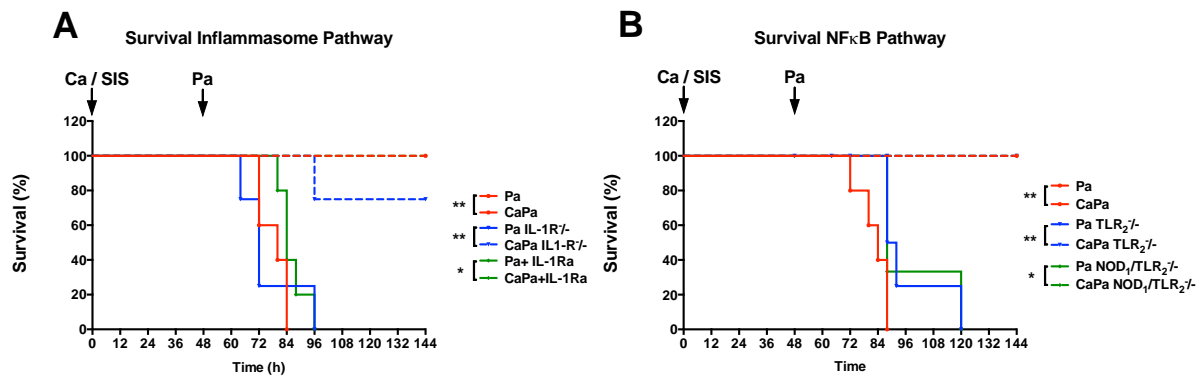 A
Survival Inflammasome Pathway
Ca / SIS
Pa
Survival (%)
120
100
80
60
40
20
0
0 12 24 36 48 60 72 84 96 108 120 132 144
Time (h)
** Pa
CaPa
** Pa IL-1R⁻/-
CaPa IL1-R⁻/-
* Pa+ IL-1Ra
CaPa+IL-1Ra
B
Survival NFκB Pathway
Ca / SIS
Pa
Survival (%)
120
100
80
60
40
20
0
0 12 24 36 48 60 72 84 96 108 120 132 144
Time
** Pa
CaPa
** Pa TLR₂⁻/-
CaPa TLR₂⁻/-
* Pa NOD₁/TLR₂⁻/-
CaPa NOD₁/TLR₂⁻/-